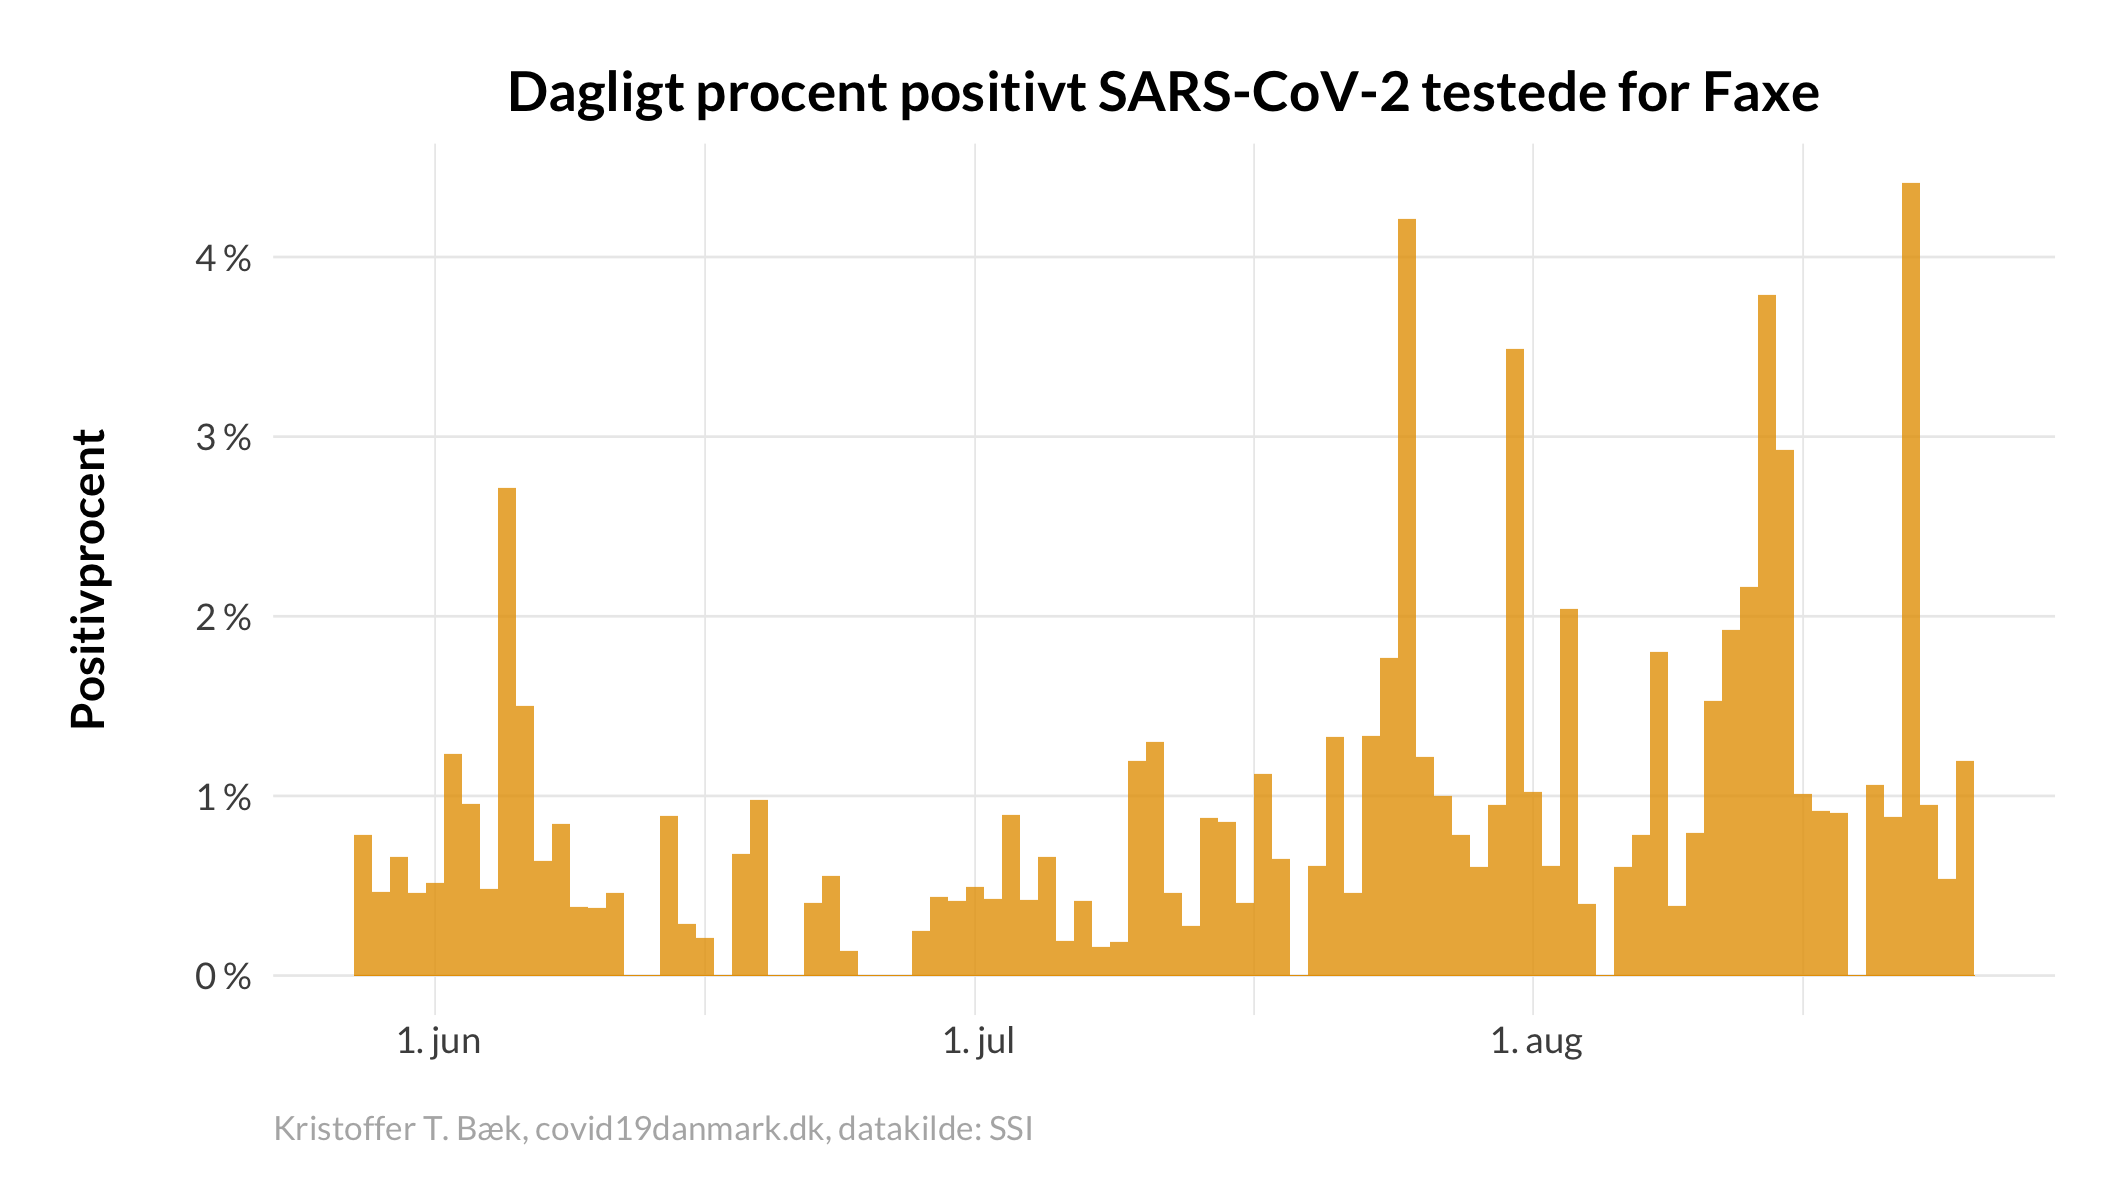 Dagligt procent positivt SARS-CoV-2 testede for Faxe
Positivprocent
4 %
3 %
2 %
1 %
0 %
1. jun
1. jul
1. aug
Kristoffer T. Bæk, covid19danmark.dk, datakilde: SSI